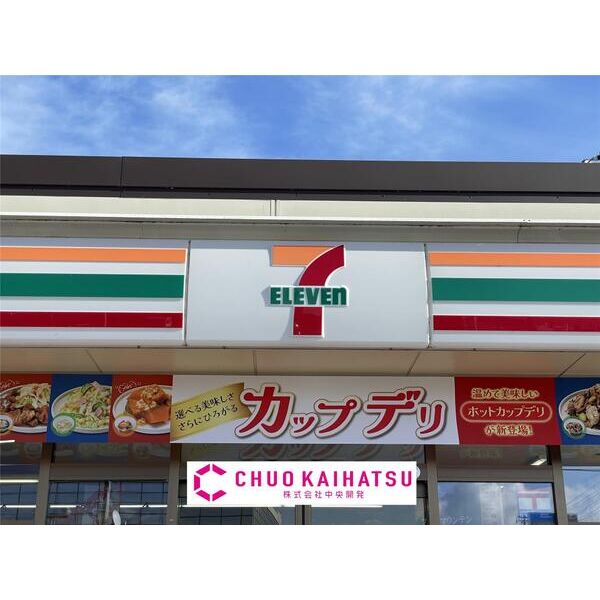 7
ELEVEn
選べる美味しさ
さらにひろがる
カップデリ
温めて美味しい
ホットカップデリ
が新登場!
CHUO KAIHATSU
株式会社中央開発